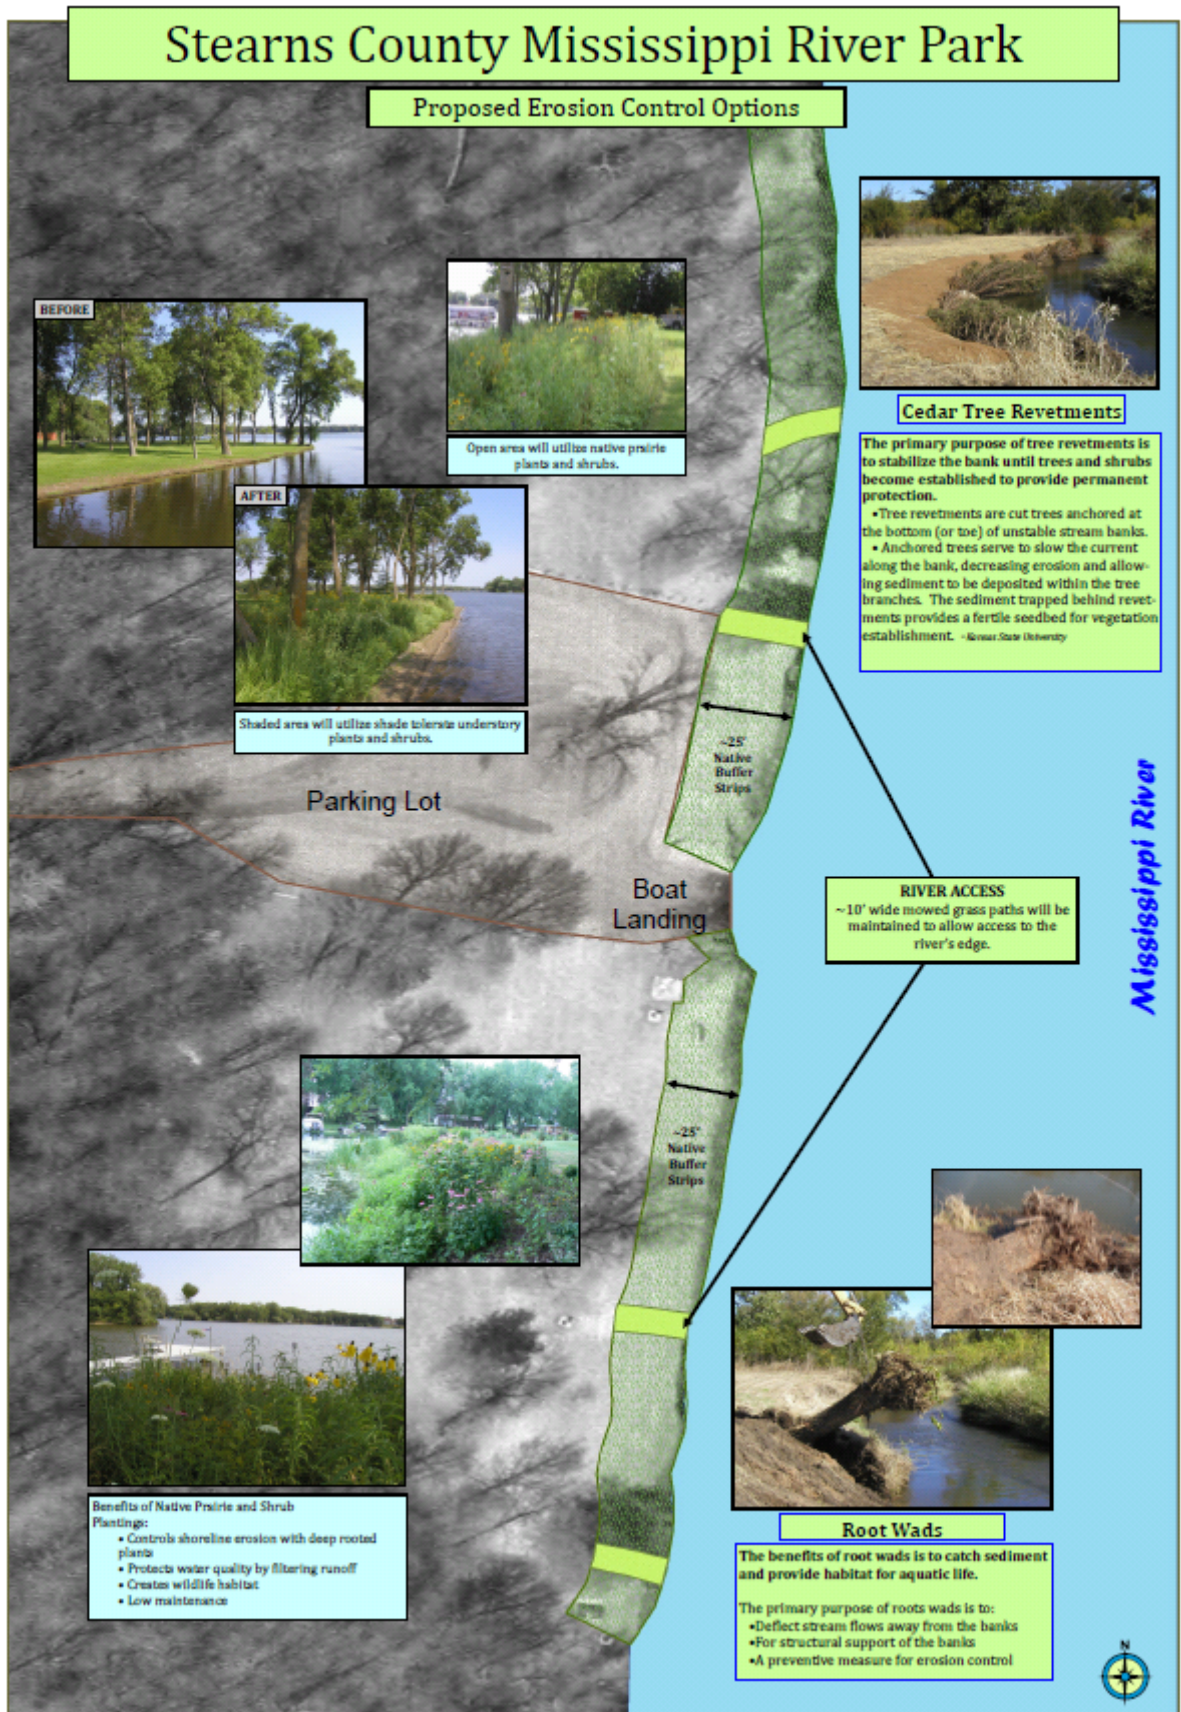 Stearns County Mississippi River Park
Proposed Erosion Control Options
BEFORE
Open area will utilize native prairie
plants and shrubs.
AFTER
Shaded area will utilize shade tolerate understory
plants and shrubs.
Cedar Tree Revetments
The primary purpose of tree revetments is
to stabilize the bank until trees and shrubs
become established to provide permanent
protection.
•Tree revetments are cut trees anchored at
the bottom (or toe) of unstable stream banks.
• Anchored trees serve to slow the current
along the bank, decreasing erosion and allow-
ing sediment to be deposited within the tree
branches. The sediment trapped behind revet-
ments provides a fertile seedbed for vegetation
establishment. -Kansas State University
~25'
Native
Buffer
Strips
Parking Lot
Boat
Landing
RIVER ACCESS
~10' wide mowed grass paths will be
maintained to allow access to the
river's edge.
Mississippi River
~25'
Native
Buffer
Strips
Benefits of Native Prairie and Shrub
Plantings:
• Controls shoreline erosion with deep rooted
plants
• Protects water quality by filtering runoff
• Creates wildlife habitat
• Low maintenance
Root Wads
The benefits of root wads is to catch sediment
and provide habitat for aquatic life.
The primary purpose of roots wads is to:
•Deflect stream flows away from the banks
•For structural support of the banks
•A preventive measure for erosion control
N